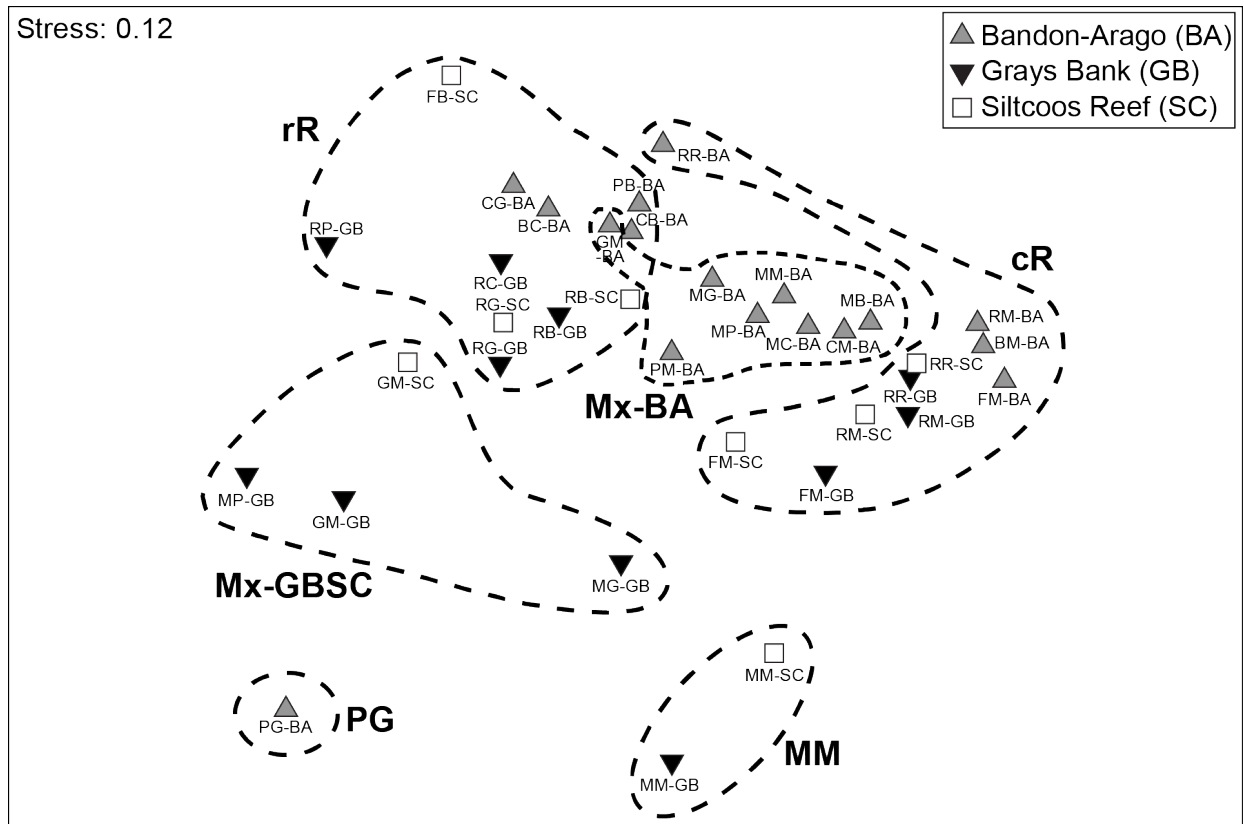 Stress: 0.12
Bandon-Arago (BA)
Grays Bank (GB)
Siltcoos Reef (SC)
FB-SC
rR
RR-BA
PB-BA
CG-BA
BC-BA
CB-BA
GM
-BA
RP-GB
cR
RC-GB
MM-BA
MG-BA
RB-SC
RG-SC
MB-BA
RM-BA
RB-GB
MP-BA
MC-BA
CM-BA
BM-BA
RG-GB
PM-BA
RR-SC
GM-SC
RR-GB
FM-BA
Mx-BA
RM-GB
RM-SC
FM-SC
FM-GB
MP-GB
GM-GB
Mx-GBSC
MG-GB
MM-SC
PG-BA
PG
MM
MM-GB